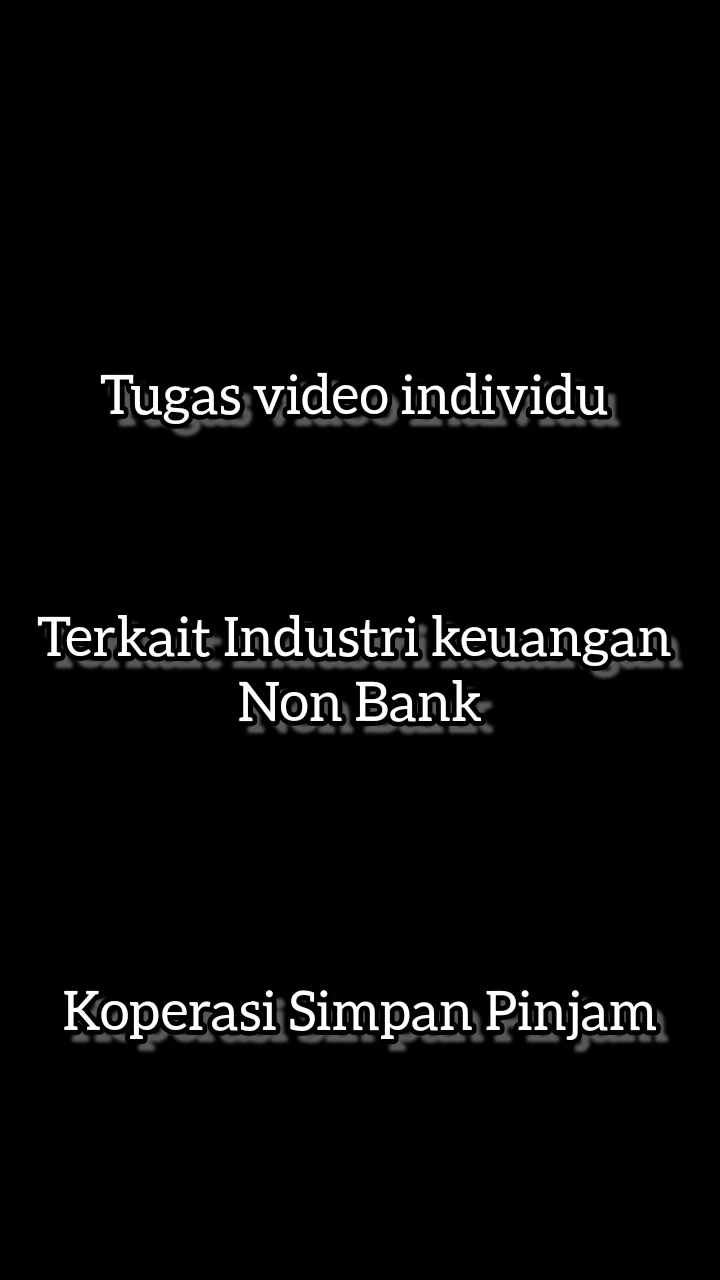 Tugas video individu
Terkait Industri keuangan
Non Bank
Koperasi Simpan Pinjam